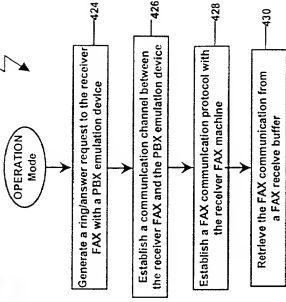 OPERATION
Mode
Generate a ring/answer request to the receiver
FAX with a PBX emulation device
424
Establish a communication channel between
the receiver FAX and the PBX emulation device
426
Establish a FAX communication protocol with
the receiver FAX machine
428
Retrieve the FAX communication from
a FAX receive buffer
430